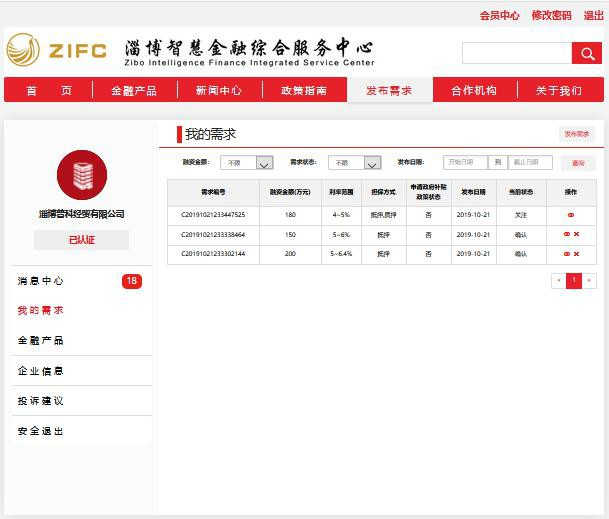 会员中心 修改密码 退出
ZIFC 淄博智慧金融综合服务中心
Zibo Intelligence Finance Integrated Service Center
首 页 金融产品 新闻中心 政策指南 发布需求 合作机构 关于我们
我的需求 发布需求
融资金额: 不限 需求状态: 不限 发布日期: 开始日期 到 截止日期 查询
需求编号 融资金额(万元) 利率范围 担保方式 申请政府补贴政策状态 发布日期 当前状态 操作
C20191021233447525 180 4~5% 抵押,质押 否 2019-10-21 关注
C20191021233338464 150 5~6% 抵押 否 2019-10-21 确认
C20191021233302144 200 5~6.4% 抵押 否 2019-10-21 确认
« 1 »
淄博普科经贸有限公司
已认证
消息中心 18
我的需求
金融产品
企业信息
投诉建议
安全退出